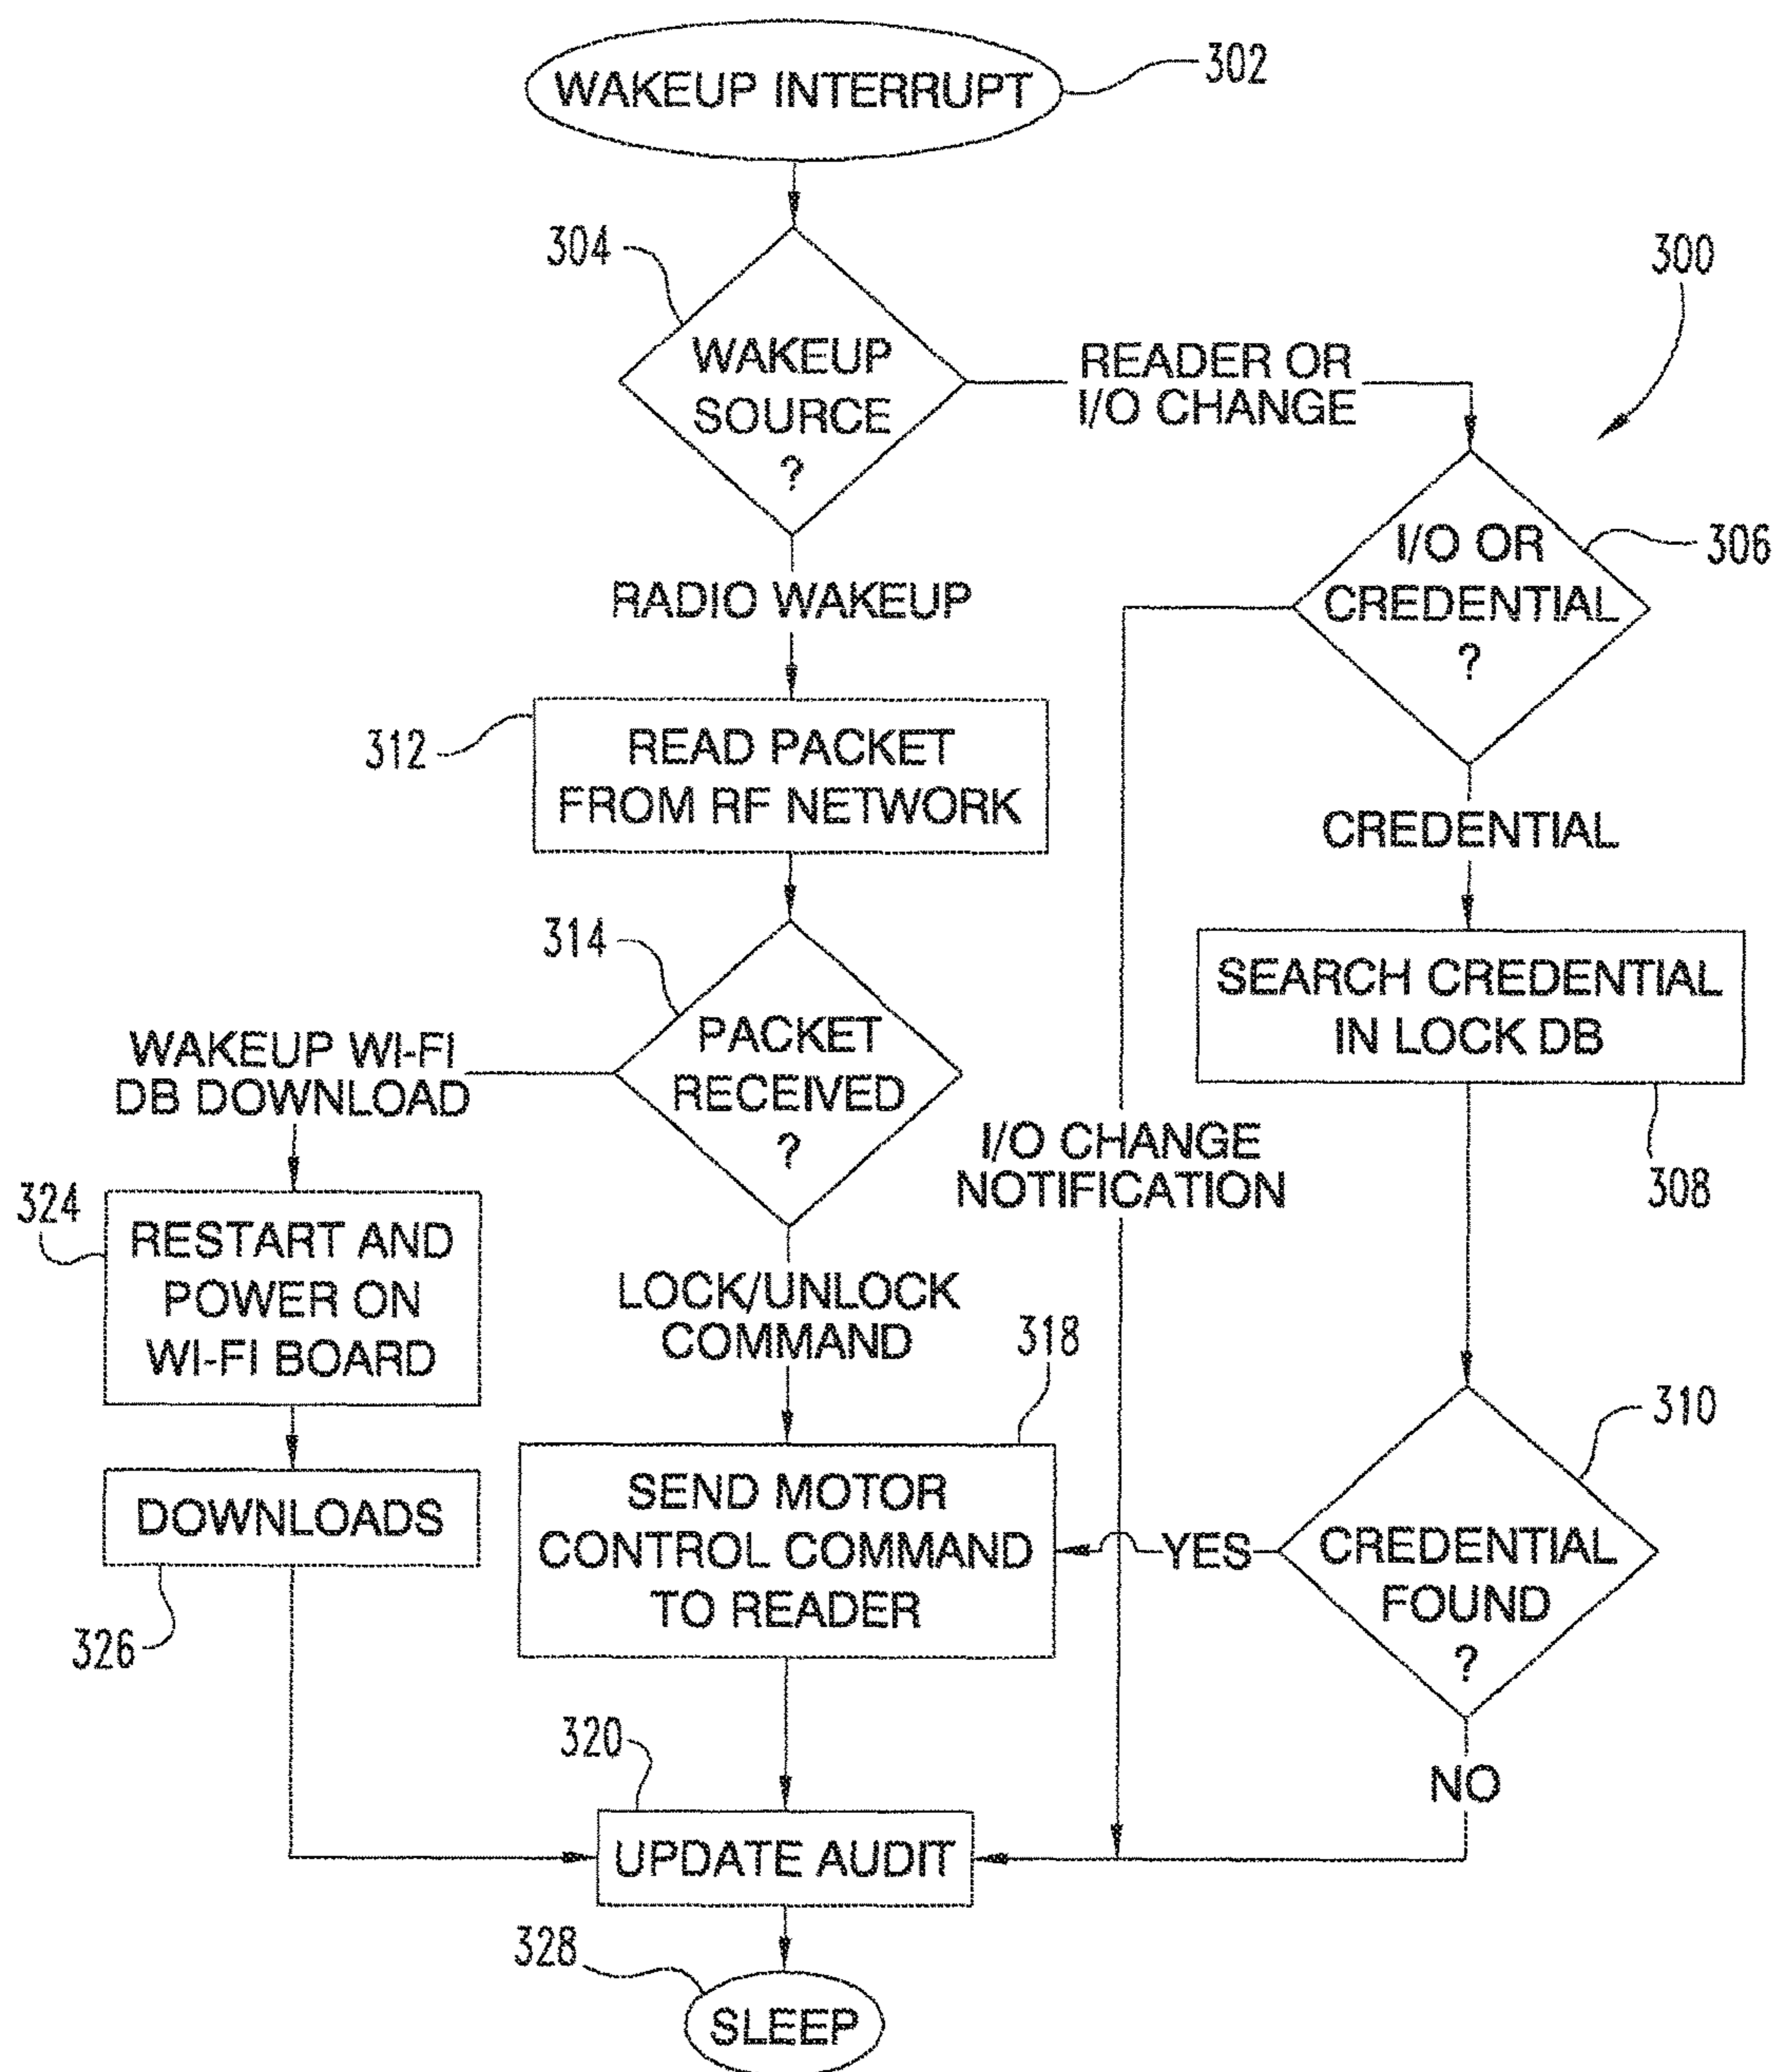 WAKEUP INTERRUPT
302
304
WAKEUP
SOURCE
?
READER OR
I/O CHANGE
300
RADIO WAKEUP
I/O OR
CREDENTIAL
?
306
312
READ PACKET
FROM RF NETWORK
CREDENTIAL
314
PACKET
RECEIVED
?
SEARCH CREDENTIAL
IN LOCK DB
308
WAKEUP WI-FI
DB DOWNLOAD
I/O CHANGE
NOTIFICATION
324
RESTART AND
POWER ON
WI-FI BOARD
LOCK/UNLOCK
COMMAND
318
310
DOWNLOADS
326
SEND MOTOR
CONTROL COMMAND
TO READER
YES
CREDENTIAL
FOUND
?
320
NO
UPDATE AUDIT
328
SLEEP